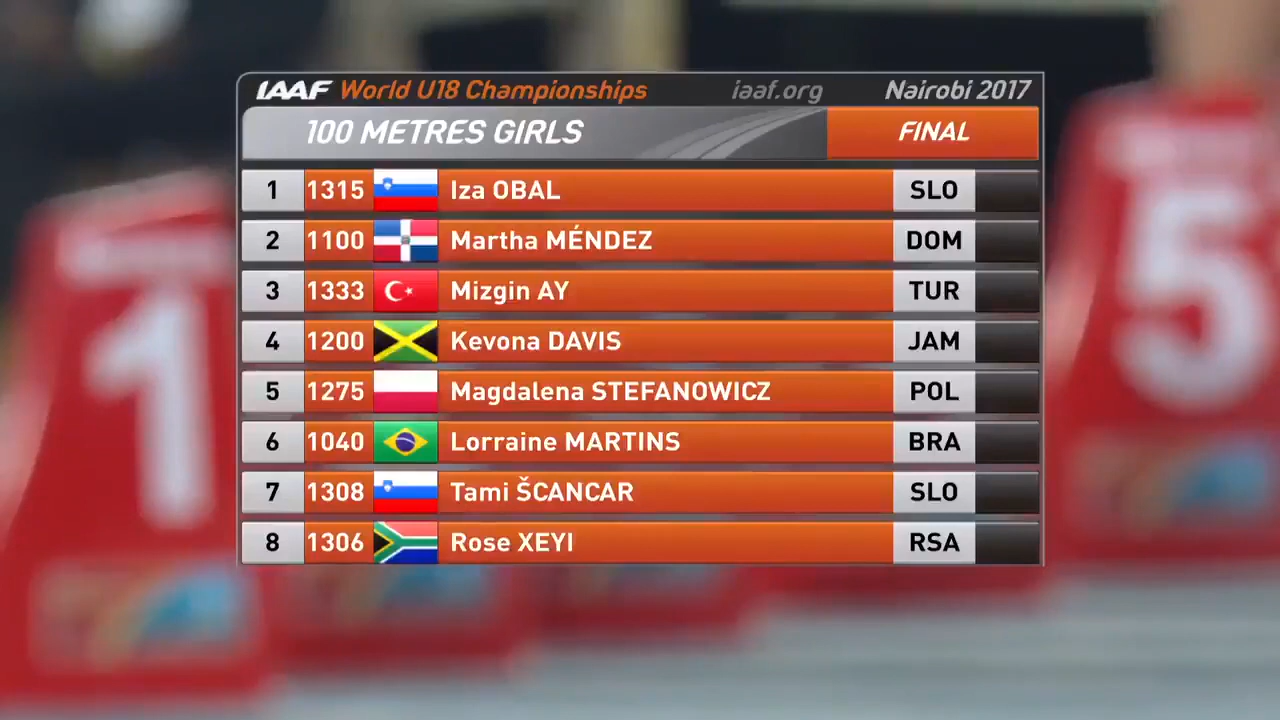 IAAF World U18 Championships iaaf.org Nairobi 2017
100 METRES GIRLS FINAL
1 1315 Iza OBAL SLO
2 1100 Martha MÉNDEZ DOM
3 1333 Mizgin AY TUR
4 1200 Kevona DAVIS JAM
5 1275 Magdalena STEFANOWICZ POL
6 1040 Lorraine MARTINS BRA
7 1308 Tami ŠCANCAR SLO
8 1306 Rose XEYI RSA
1
5